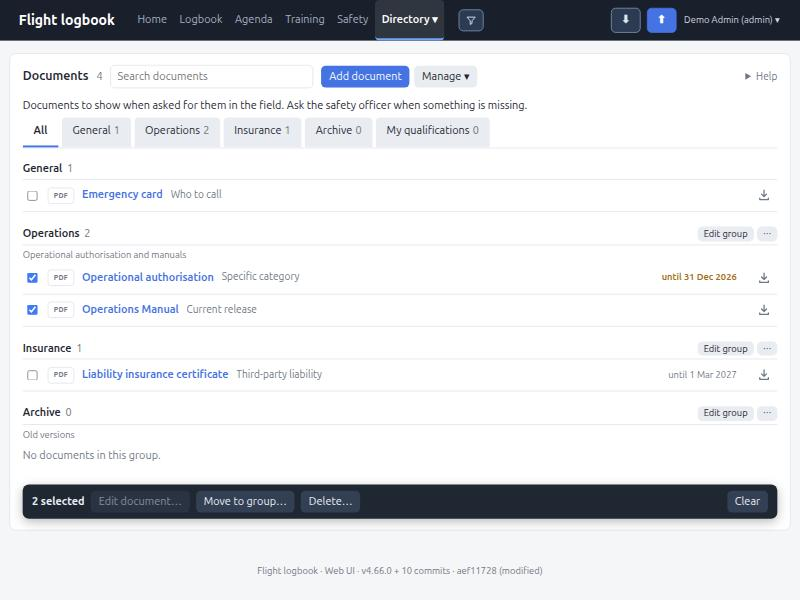 Flight logbook Home Logbook Agenda Training Safety Directory ▾ Demo Admin (admin) ▾
Documents 4 Search documents Add document Manage ▾ ▶ Help
Documents to show when asked for them in the field. Ask the safety officer when something is missing.
All General 1 Operations 2 Insurance 1 Archive 0 My qualifications 0
General 1
PDF Emergency card Who to call
Operations 2 Edit group ···
Operational authorisation and manuals
PDF Operational authorisation Specific category until 31 Dec 2026
PDF Operations Manual Current release
Insurance 1 Edit group ···
PDF Liability insurance certificate Third-party liability until 1 Mar 2027
Archive 0 Edit group ···
Old versions
No documents in this group.
2 selected Edit document... Move to group... Delete... Clear
Flight logbook · Web UI · v4.66.0 + 10 commits · aef11728 (modified)